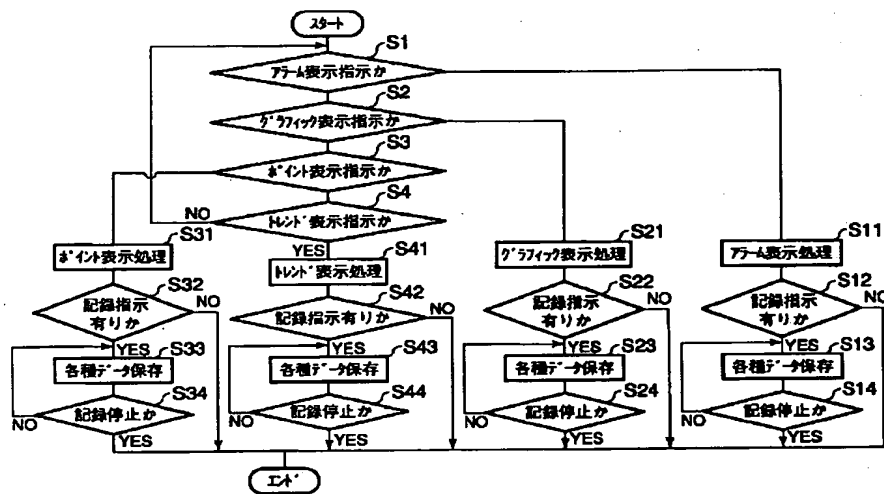 スタート
S1
アラーム表示指示か
S2
グラフィック表示指示か
S3
ポイント表示指示か
S4
トレンド表示指示か
NO
YES
S31
ポイント表示処理
S41
トレンド表示処理
S21
グラフィック表示処理
S11
アラーム表示処理
S32
記録指示
有りか
NO
YES
S42
記録指示有りか
NO
YES
S22
記録指示
有りか
NO
YES
S12
記録指示
有りか
NO
YES
S33
各種データ保存
S43
各種データ保存
S23
各種データ保存
S13
各種データ保存
S34
記録停止か
NO
YES
S44
記録停止か
NO
YES
S24
記録停止か
NO
YES
S14
記録停止か
NO
YES
エンド